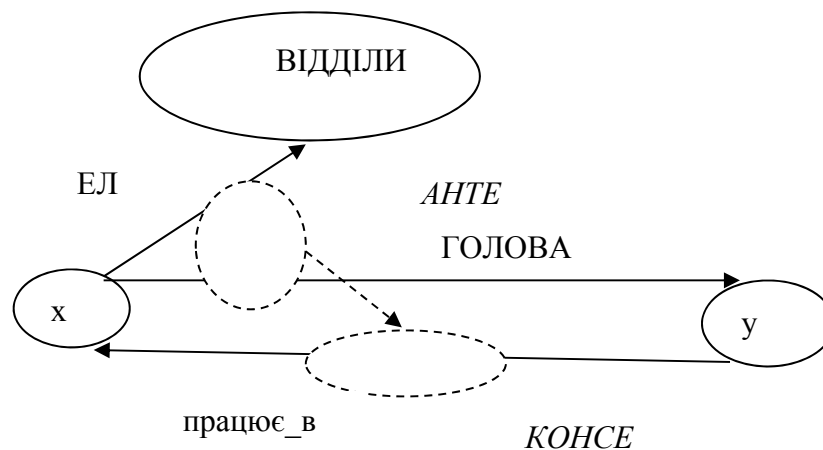 ВІДДІЛИ
ЕЛ
АНТЕ
ГОЛОВА
x
y
працює_в
КОНСЕ